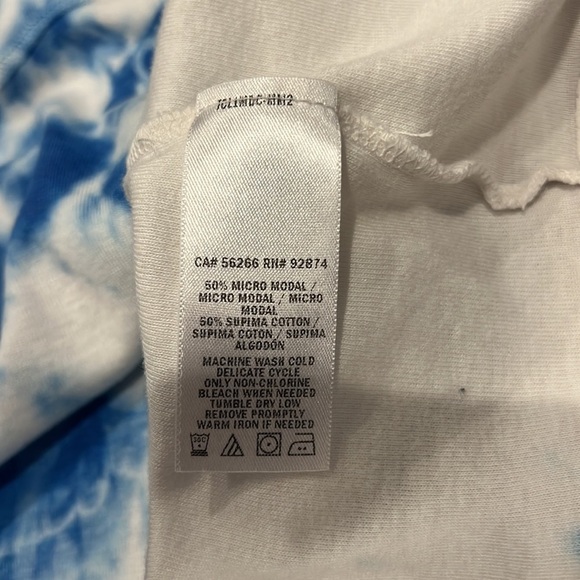 CA# 56266 RN# 92874
50% MICRO MODAL /
MICRO MODAL / MICRO
MODAL
50% SUPIMA COTTON /
SUPIMA COTON / SUPIMA
ALGODÓN
MACHINE WASH COLD
DELICATE CYCLE
ONLY NON-CHLORINE
BLEACH WHEN NEEDED
TUMBLE DRY LOW
REMOVE PROMPTLY
WARM IRON IF NEEDED